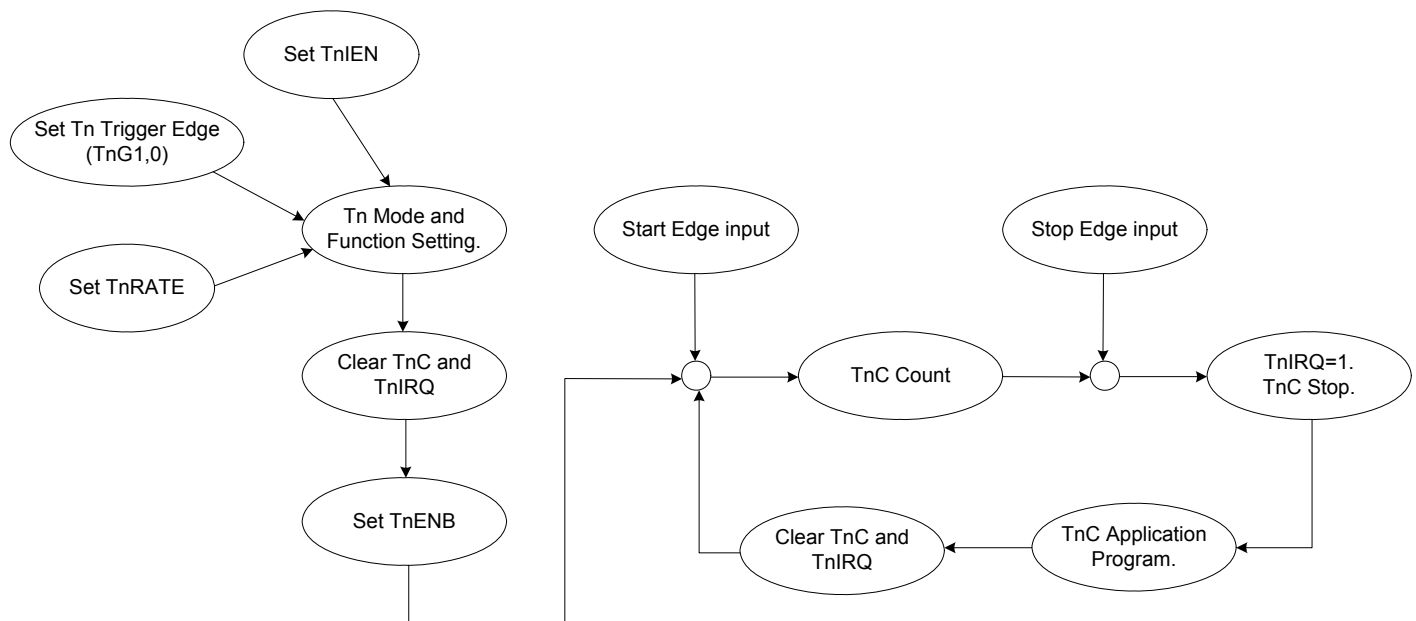 Set TnIEN
Set Tn Trigger Edge
(TnG1,0)
Tn Mode and
Function Setting.
Set TnRATE
Clear TnC and
TnIRQ
Set TnENB
Start Edge input
Stop Edge input
TnC Count
TnIRQ=1.
TnC Stop.
TnC Application
Program.
Clear TnC and
TnIRQ